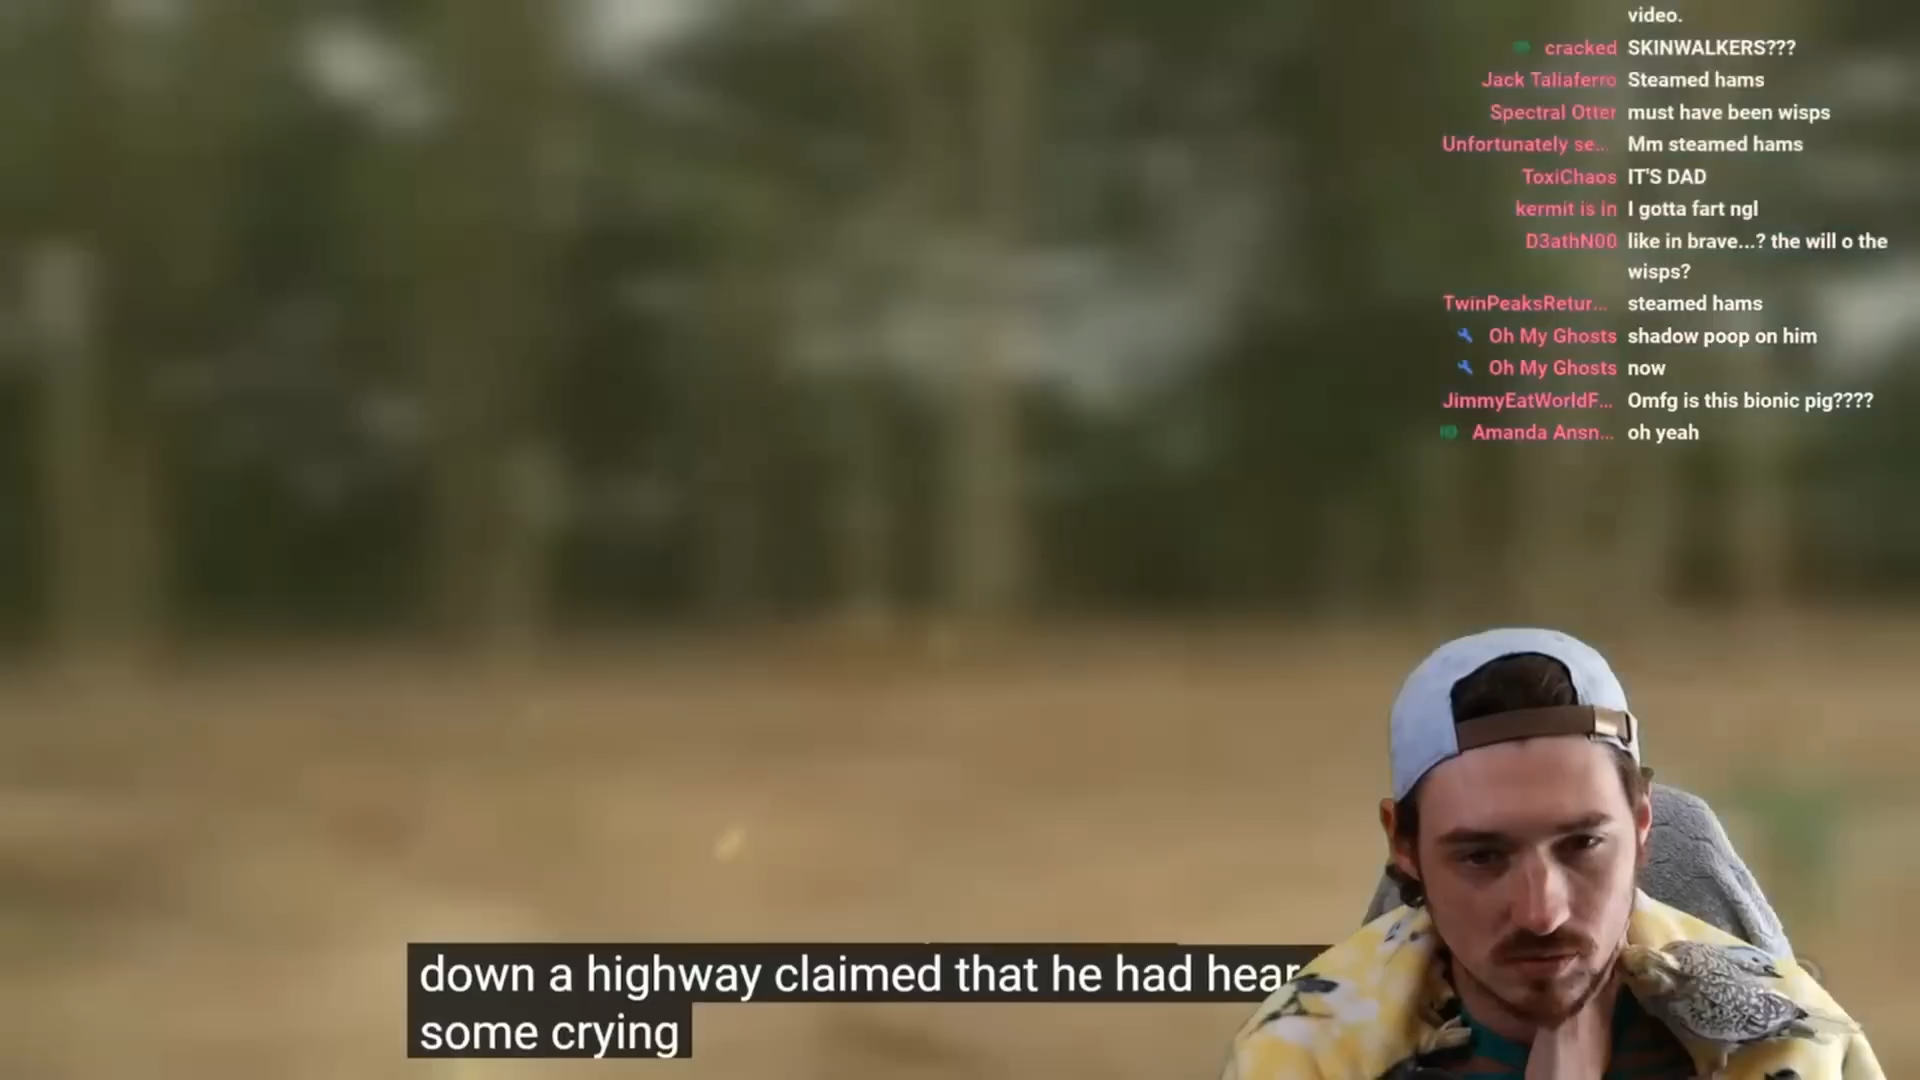 video.
cracked SKINWALKERS???
Jack Taliaferro Steamed hams
Spectral Otter must have been wisps
Unfortunately se... Mm steamed hams
ToxiChaos IT'S DAD
kermit is in I gotta fart ngl
D3athN00 like in brave...? the will o the
wisps?
TwinPeaksRetur... steamed hams
Oh My Ghosts shadow poop on him
Oh My Ghosts now
JimmyEatWorldF... Omfg is this bionic pig????
Amanda Ansn... oh yeah
down a highway claimed that he had hear
some crying